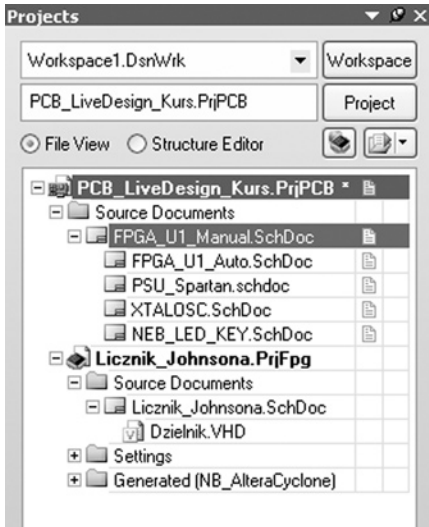 Projects
Workspace1.DsnWrk Workspace
PCB_LiveDesign_Kurs.PrjPCB Project
File View Structure Editor
PCB_LiveDesign_Kurs.PrjPCB *
Source Documents
FPGA_U1_Manual.SchDoc
FPGA_U1_Auto.SchDoc
PSU_Spartan.schdoc
XTALOSC.SchDoc
NEB_LED_KEY.SchDoc
Licznik_Johnsona.PrjFpg
Source Documents
Licznik_Johnsona.SchDoc
Dzielnik.VHD
Settings
Generated (NB_AlteraCyclone)